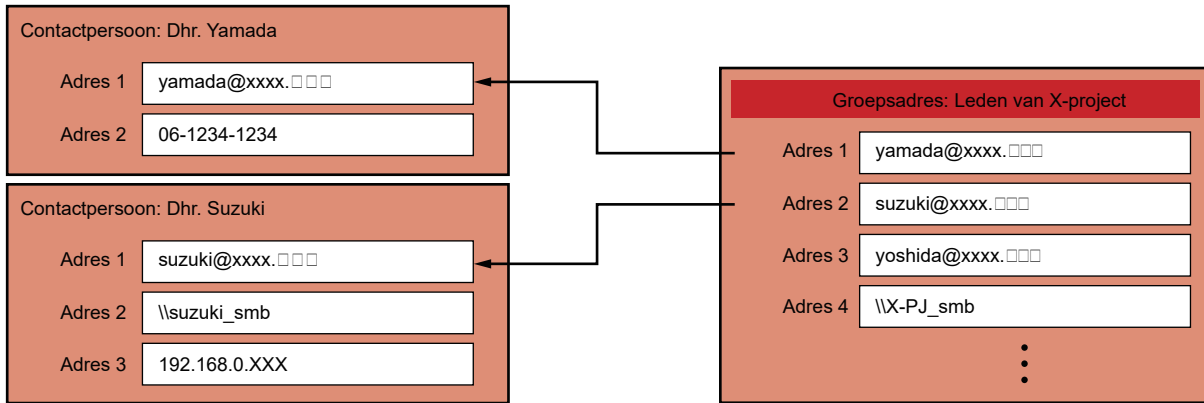 Contactpersoon: Dhr. Yamada
Adres 1 yamada@xxxx.□□□
Adres 2 06-1234-1234
Contactpersoon: Dhr. Suzuki
Adres 1 suzuki@xxxx.□□□
Adres 2 \\suzuki_smb
Adres 3 192.168.0.XXX
Groepsadres: Leden van X-project
Adres 1 yamada@xxxx.□□□
Adres 2 suzuki@xxxx.□□□
Adres 3 yoshida@xxxx.□□□
Adres 4 \\X-PJ_smb